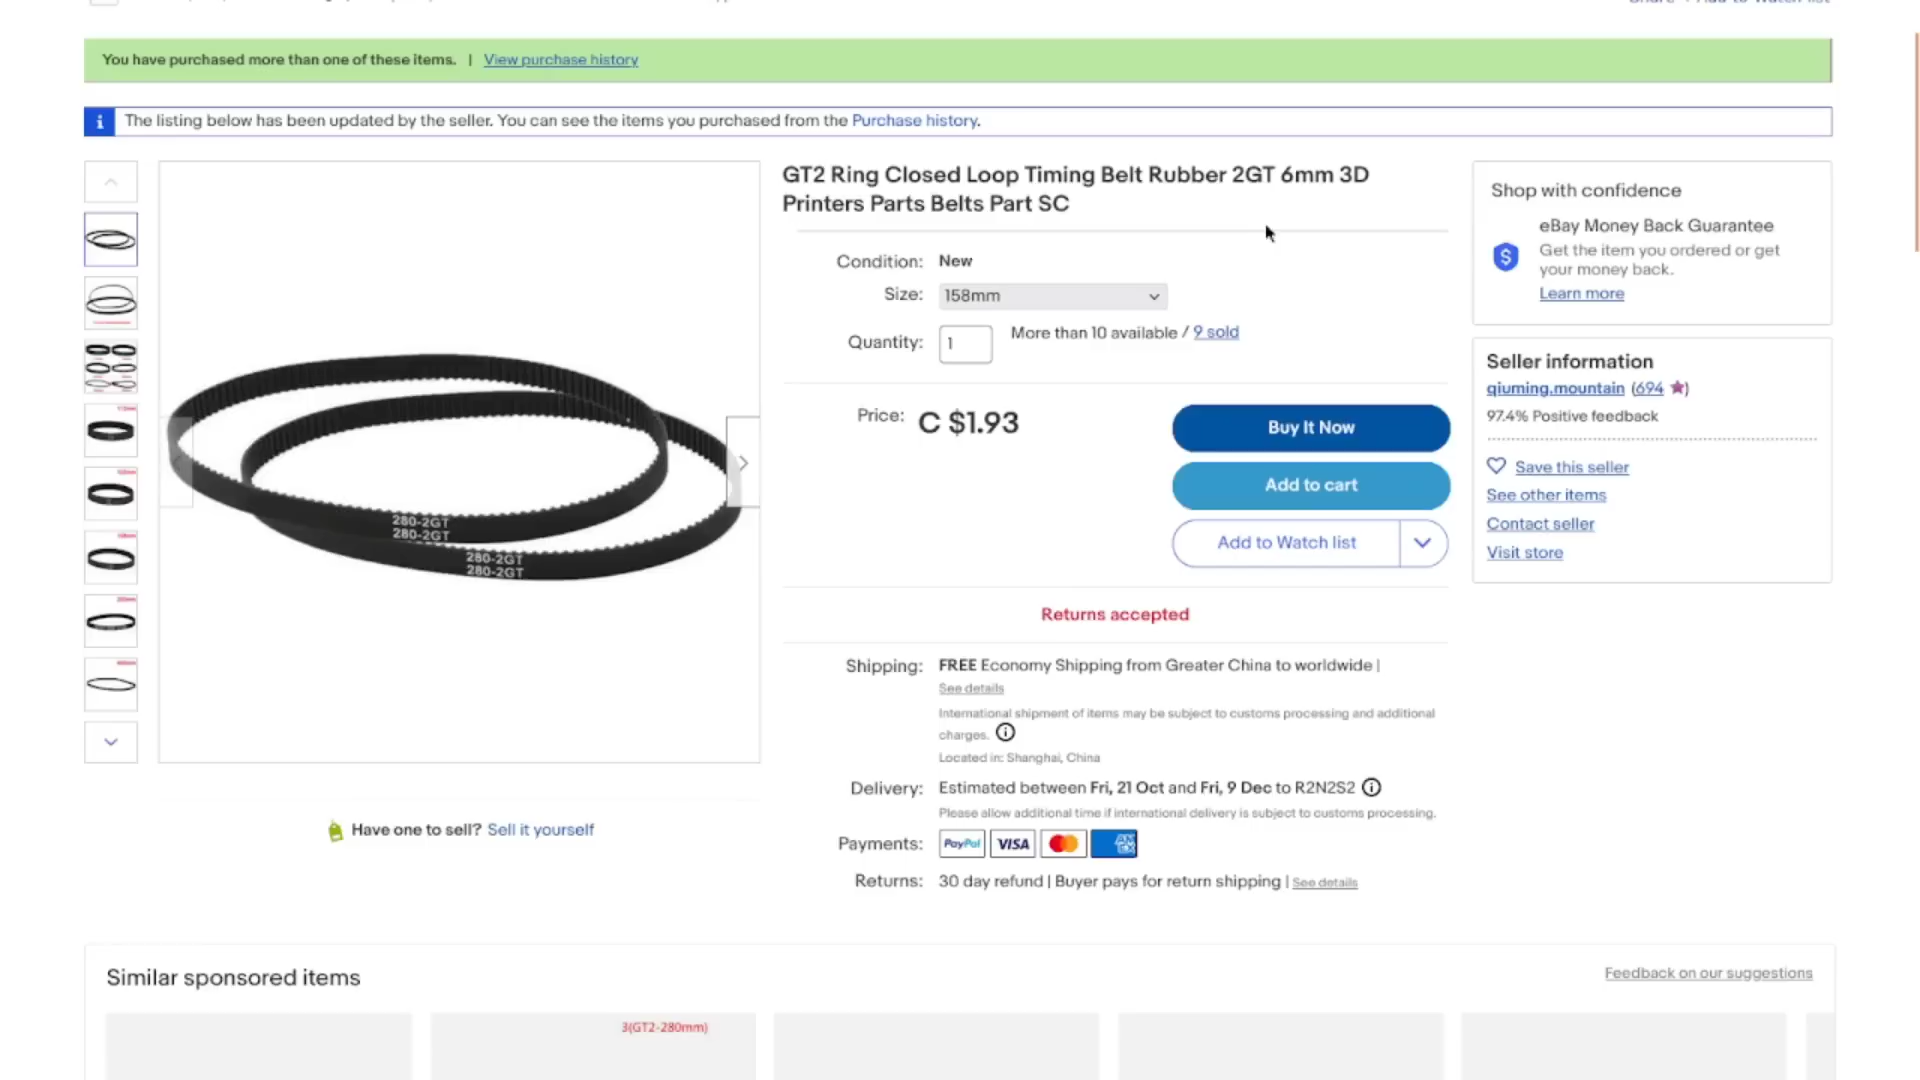 You have purchased more than one of these items. | View purchase history
i The listing below has been updated by the seller. You can see the items you purchased from the Purchase history.
GT2 Ring Closed Loop Timing Belt Rubber 2GT 6mm 3D
Printers Parts Belts Part SC
Condition: New
Size: 158mm
Quantity: 1 More than 10 available / 9 sold
Price: C $1.93
Buy It Now
Add to cart
Add to Watch list
Returns accepted
Shipping: FREE Economy Shipping from Greater China to worldwide |
See details
International shipment of items may be subject to customs processing and additional
charges.
Located in: Shanghai, China
Delivery: Estimated between Fri, 21 Oct and Fri, 9 Dec to R2N2S2
Please allow additional time if international delivery is subject to customs processing.
Payments: PayPal VISA
Returns: 30 day refund | Buyer pays for return shipping | See details
Shop with confidence
eBay Money Back Guarantee
Get the item you ordered or get
your money back.
Learn more
Seller information
qiuming.mountain (694)
97.4% Positive feedback
Save this seller
See other items
Contact seller
Visit store
280-2GT
280-2GT
280-2GT
280-2GT
Have one to sell? Sell it yourself
Similar sponsored items
Feedback on our suggestions
3(GT2-280mm)